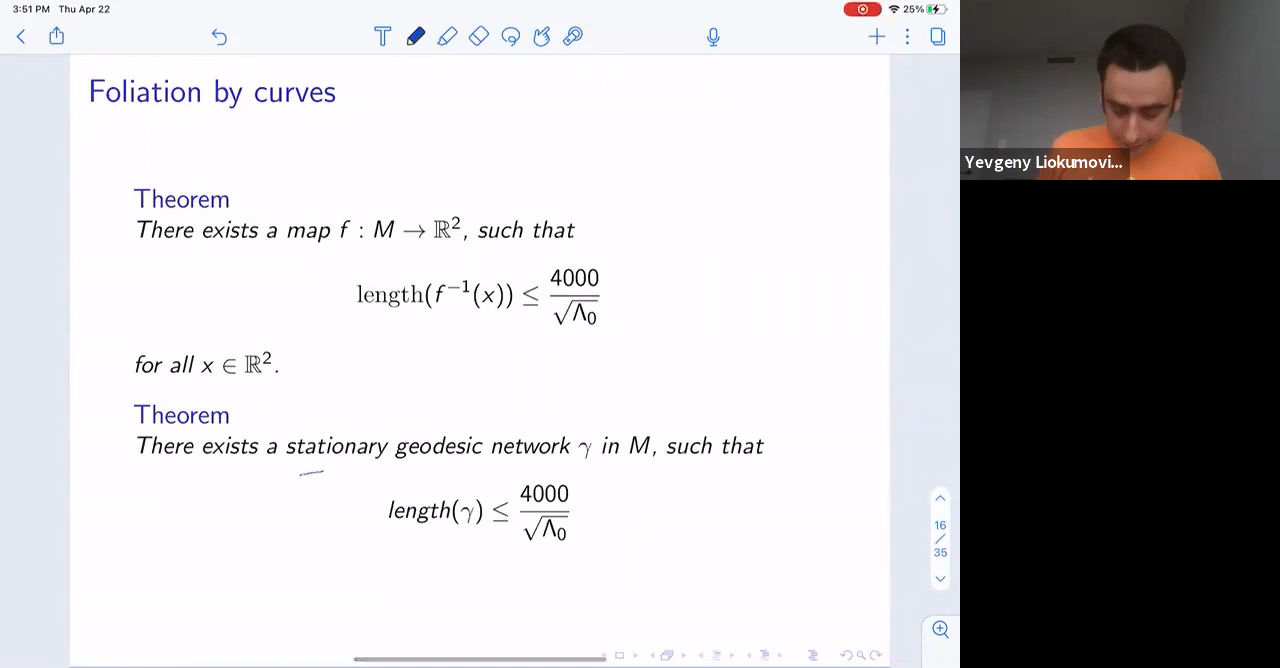 3:51 PM Thu Apr 22
25%
Foliation by curves
Theorem
There exists a map f : M → ℝ², such that
length(f⁻¹(x)) ≤ 4000/√Λ₀
for all x ∈ ℝ².
Theorem
There exists a stationary geodesic network γ in M, such that
length(γ) ≤ 4000/√Λ₀
16
/
35
Yevgeny Liokumovi...